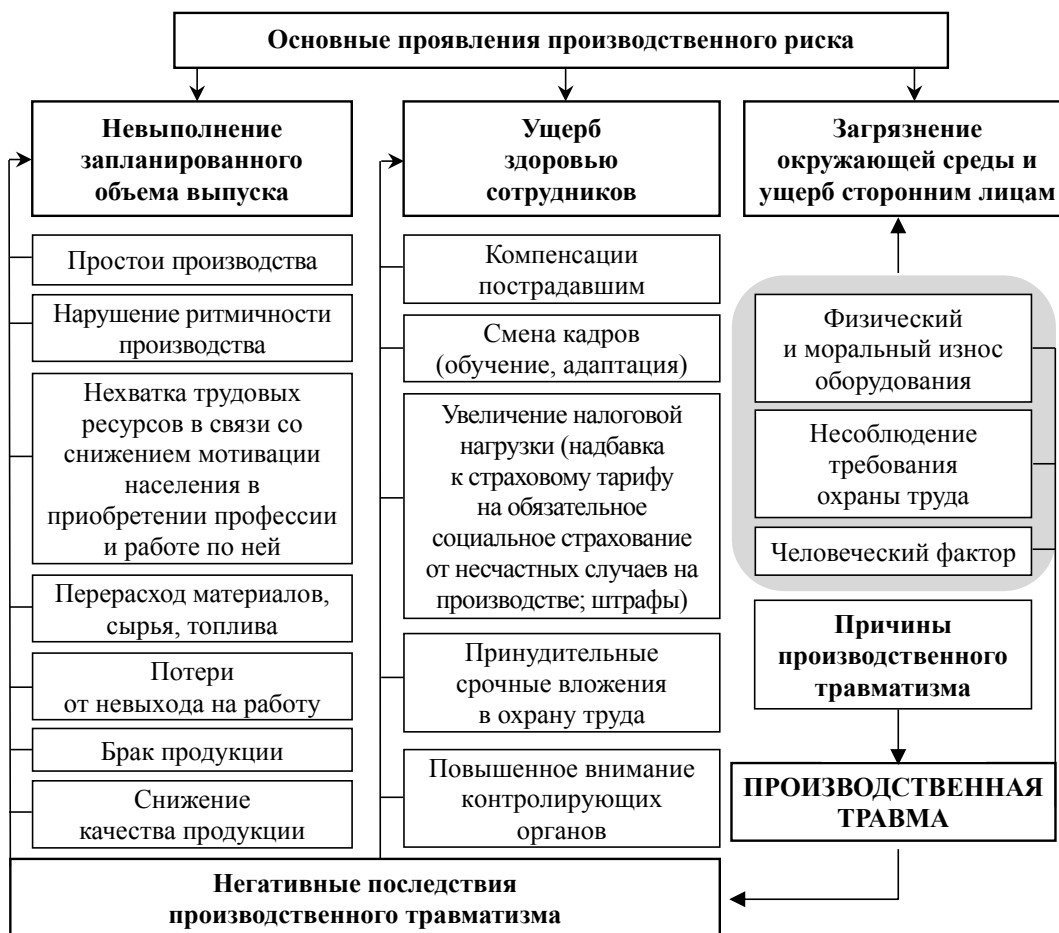 Основные проявления производственного риска
Невыполнение
запланированного
объема выпуска
Простои производства
Нарушение ритмичности
производства
Нехватка трудовых
ресурсов в связи со
снижением мотивации
населения в
приобретении профессии
и работе по ней
Перерасход материалов,
сырья, топлива
Потери
от невыхода на работу
Брак продукции
Снижение
качества продукции
Ущерб
здоровью
сотрудников
Компенсации
пострадавшим
Смена кадров
(обучение, адаптация)
Увеличение налоговой
нагрузки (надбавка
к страховому тарифу
на обязательное
социальное страхование
от несчастных случаев на
производстве; штрафы)
Принудительные
срочные вложения
в охрану труда
Повышенное внимание
контролирующих
органов
Загрязнение
окружающей среды и
ущерб сторонним лицам
Физический
и моральный износ
оборудования
Несоблюдение
требования
охраны труда
Человеческий фактор
Причины
производственного
травматизма
ПРОИЗВОДСТВЕННАЯ
ТРАВМА
Негативные последствия
производственного травматизма